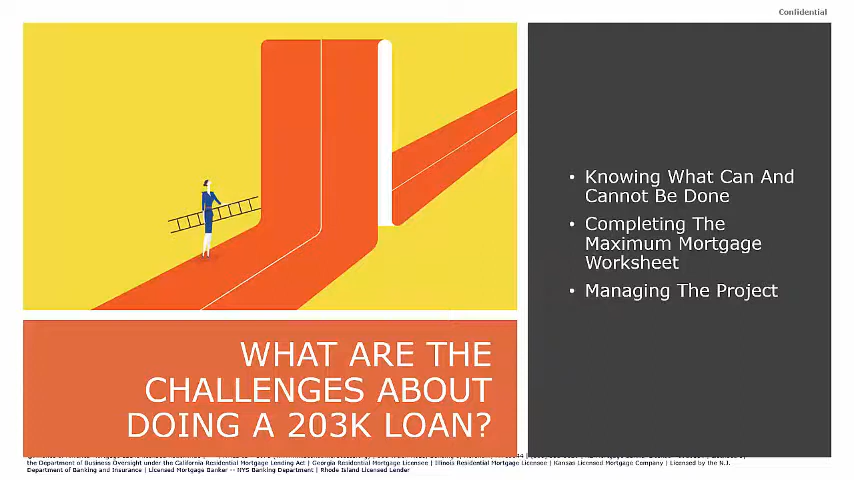 Confidential
• Knowing What Can And
Cannot Be Done
• Completing The
Maximum Mortgage
Worksheet
• Managing The Project
WHAT ARE THE
CHALLENGES ABOUT
DOING A 203K LOAN?
the Department of Business Oversight under the California Residential Mortgage Lending Act | Georgia Residential Mortgage Licensee | Illinois Residential Mortgage Licensee | Kansas Licensed Mortgage Company | Licensed by the N.J.
Department of Banking and Insurance | Licensed Mortgage Banker -- NYS Banking Department | Rhode Island Licensed Lender